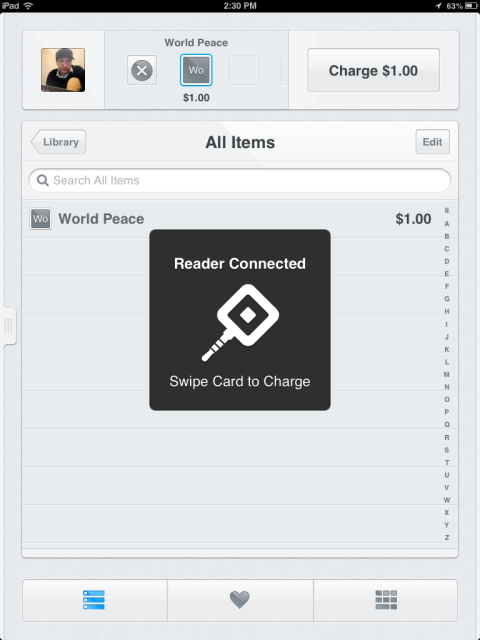 iPad 2:30 PM 63%
World Peace
Wo
$1.00
Charge $1.00
Library All Items Edit
Search All Items
Wo World Peace $1.00
Reader Connected
Swipe Card to Charge
#
A
B
C
D
E
F
G
H
I
J
K
L
M
N
O
P
Q
R
S
T
U
V
W
X
Y
Z